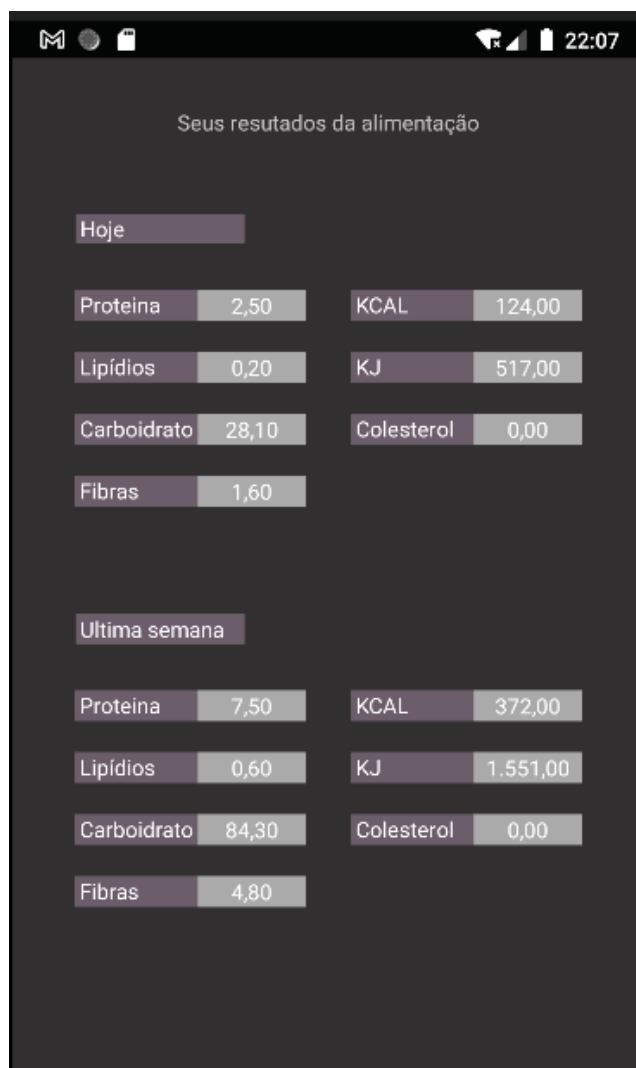 22:07
Seus resutados da alimentação
Hoje
Proteina 2,50 KCAL 124,00
Lipídios 0,20 KJ 517,00
Carboidrato 28,10 Colesterol 0,00
Fibras 1,60
Ultima semana
Proteina 7,50 KCAL 372,00
Lipídios 0,60 KJ 1.551,00
Carboidrato 84,30 Colesterol 0,00
Fibras 4,80